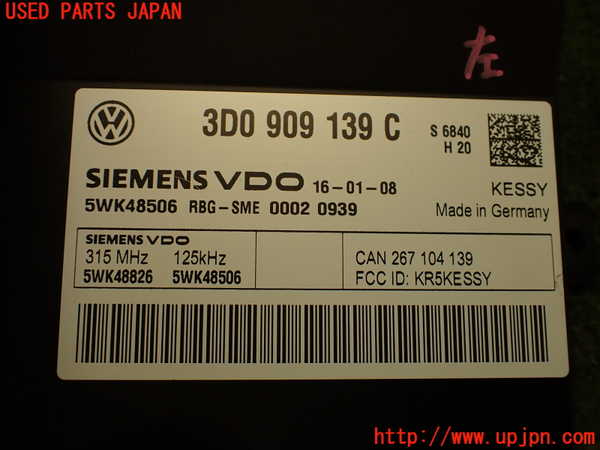 USED PARTS JAPAN
左
3D0 909 139 C
S 6840
H 20
SIEMENS VDO 16-01-08
KESSY
5WK48506 RBG-SME 00020939
Made in Germany
SIEMENS VDO
315 MHz 125kHz
CAN 267 104 139
5WK48826 5WK48506
FCC ID: KR5KESSY
http://www.upjpn.com/